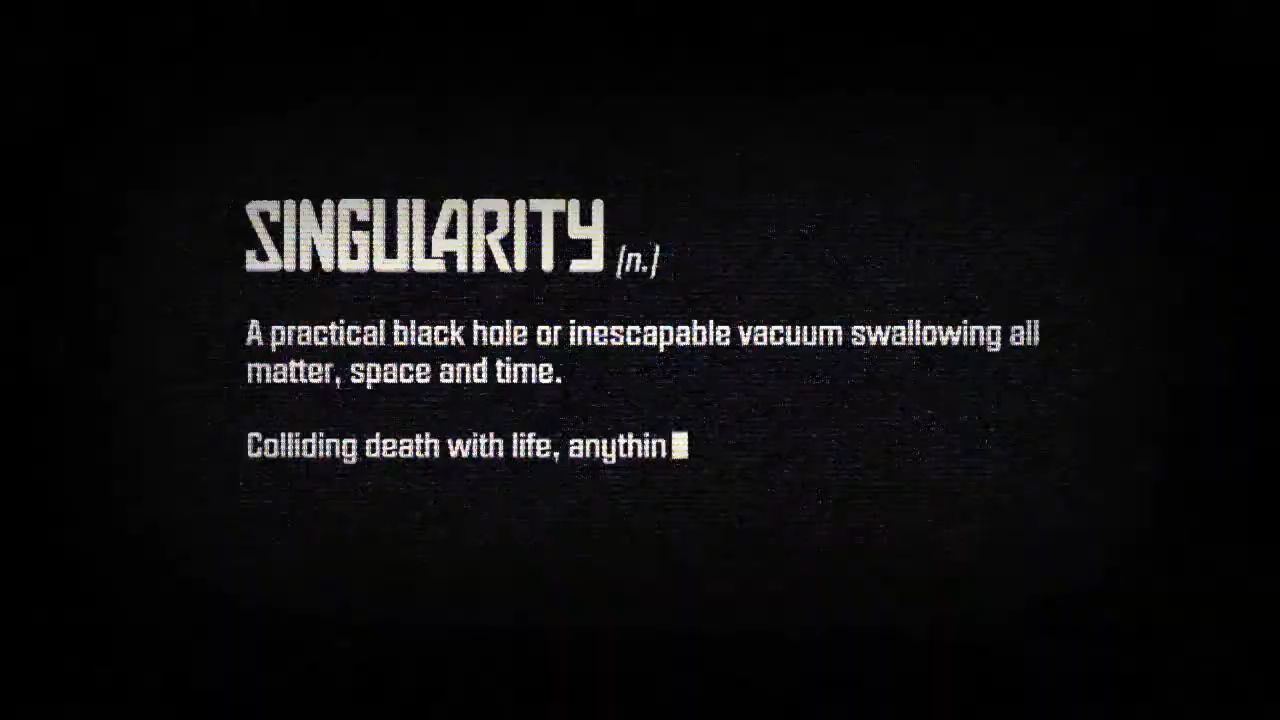 SINGULARITY (n.)
A practical black hole or inescapable vacuum swallowing all
matter, space and time.
Colliding death with life, anythin